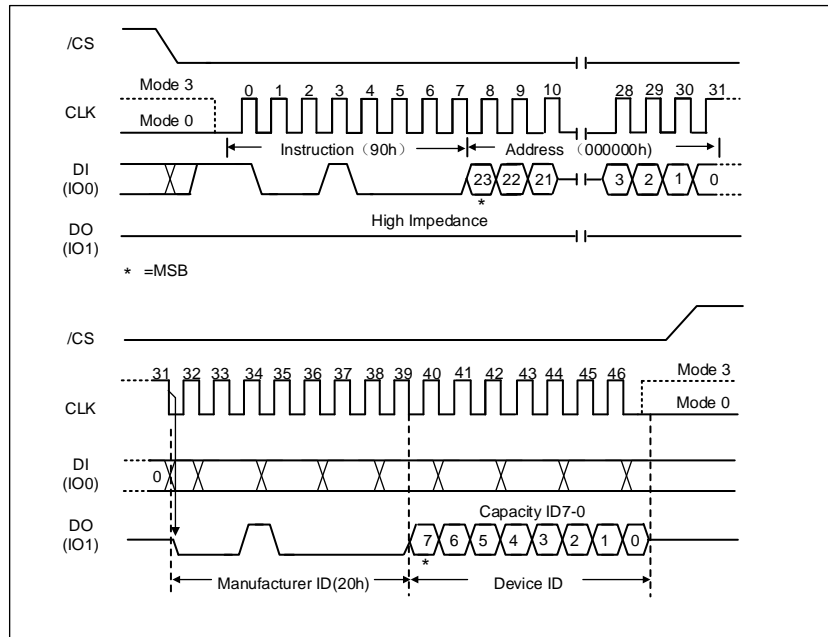 /CS
Mode 3
0 1 2 3 4 5 6 7 8 9 10 28 29 30 31
CLK
Mode 0
Instruction (90h) Address (000000h)
DI
(IO0)
23 22 21 3 2 1 0
*
High Impedance
DO
(IO1)
* =MSB
/CS
31 32 33 34 35 36 37 38 39 40 41 42 43 44 45 46
Mode 3
CLK
Mode 0
DI
(IO0)
0
Capacity ID7-0
DO
(IO1)
7 6 5 4 3 2 1 0
*
Manufacturer ID(20h) Device ID